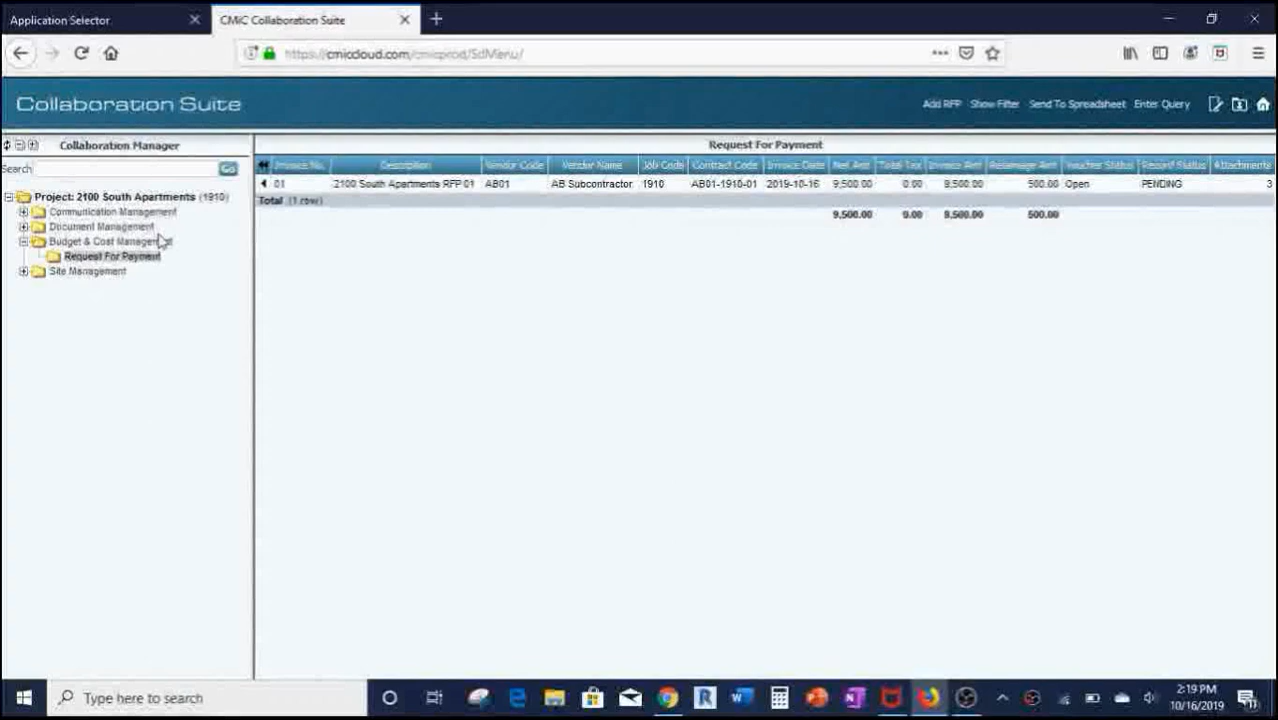 Application Selector
CMiC Collaboration Suite
https://cmiccloud.com/cmicprod/SdMenu/
Collaboration Suite
Add RFP Show Filter Send To Spreadsheet Enter Query
Collaboration Manager
Search Go
Project: 2100 South Apartments (1910)
Communication Management
Document Management
Budget & Cost Management
Request For Payment
Site Management
Request For Payment
Invoice No. Description Vendor Code Vendor Name Job Code Contract Code Invoice Date Net Amt Total Tax Invoice Amt Retainage Amt Voucher Status Record Status Attachments
01 2100 South Apartments RFP 01 AB01 AB Subcontractor 1910 AB01-1910-01 2019-10-16 9,500.00 0.00 9,500.00 500.00 Open PENDING 3
Total (1 row)
9,500.00 0.00 9,500.00 500.00
Type here to search
2:19 PM
10/16/2019